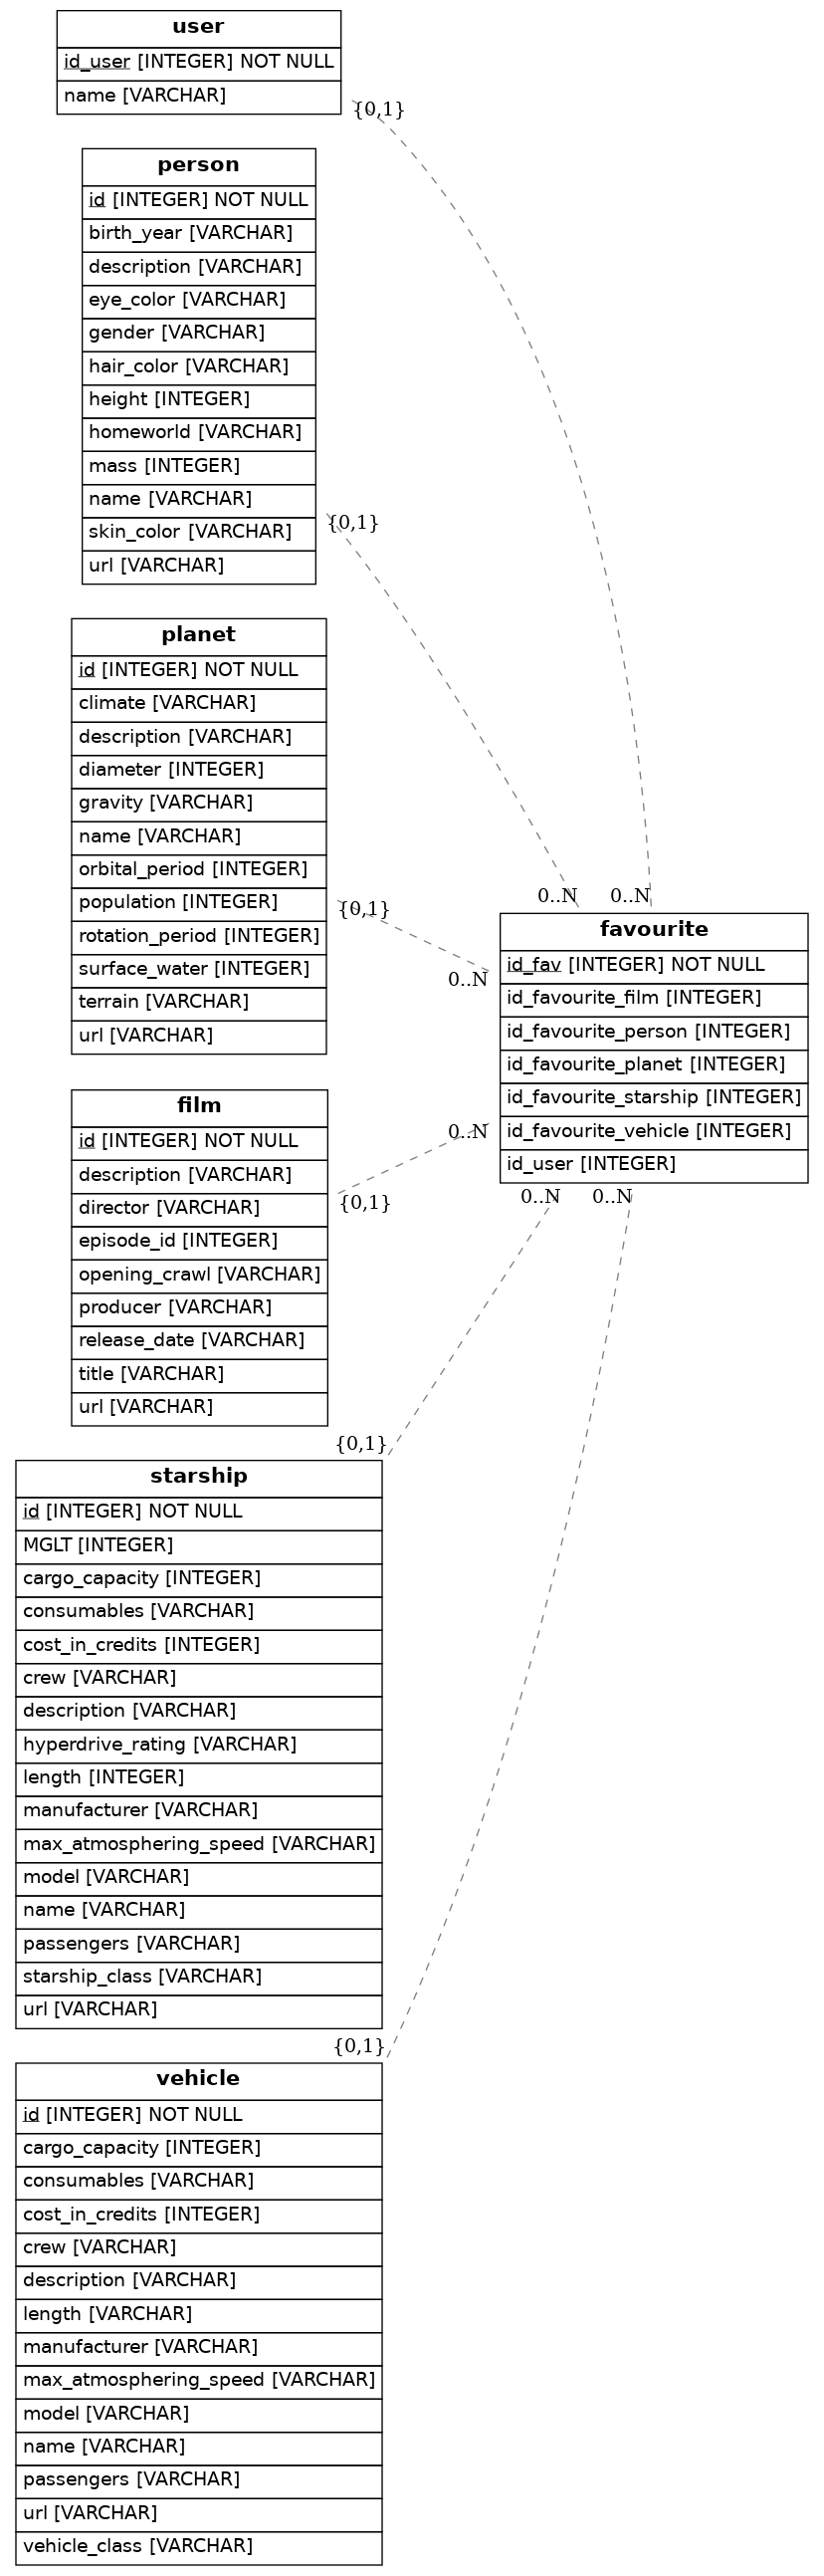 user
id_user [INTEGER] NOT NULL
name [VARCHAR]
{0,1}
person
id [INTEGER] NOT NULL
birth_year [VARCHAR]
description [VARCHAR]
eye_color [VARCHAR]
gender [VARCHAR]
hair_color [VARCHAR]
height [INTEGER]
homeworld [VARCHAR]
mass [INTEGER]
name [VARCHAR]
skin_color [VARCHAR]
url [VARCHAR]
{0,1}
planet
id [INTEGER] NOT NULL
climate [VARCHAR]
description [VARCHAR]
diameter [INTEGER]
gravity [VARCHAR]
name [VARCHAR]
orbital_period [INTEGER]
population [INTEGER]
rotation_period [INTEGER]
surface_water [INTEGER]
terrain [VARCHAR]
url [VARCHAR]
{0,1}
0..N
0..N
0..N
favourite
id_fav [INTEGER] NOT NULL
id_favourite_film [INTEGER]
id_favourite_person [INTEGER]
id_favourite_planet [INTEGER]
id_favourite_starship [INTEGER]
id_favourite_vehicle [INTEGER]
id_user [INTEGER]
0..N
0..N
0..N
film
id [INTEGER] NOT NULL
description [VARCHAR]
director [VARCHAR]
episode_id [INTEGER]
opening_crawl [VARCHAR]
producer [VARCHAR]
release_date [VARCHAR]
title [VARCHAR]
url [VARCHAR]
{0,1}
{0,1}
starship
id [INTEGER] NOT NULL
MGLT [INTEGER]
cargo_capacity [INTEGER]
consumables [VARCHAR]
cost_in_credits [INTEGER]
crew [VARCHAR]
description [VARCHAR]
hyperdrive_rating [VARCHAR]
length [INTEGER]
manufacturer [VARCHAR]
max_atmosphering_speed [VARCHAR]
model [VARCHAR]
name [VARCHAR]
passengers [VARCHAR]
starship_class [VARCHAR]
url [VARCHAR]
{0,1}
vehicle
id [INTEGER] NOT NULL
cargo_capacity [INTEGER]
consumables [VARCHAR]
cost_in_credits [INTEGER]
crew [VARCHAR]
description [VARCHAR]
length [VARCHAR]
manufacturer [VARCHAR]
max_atmosphering_speed [VARCHAR]
model [VARCHAR]
name [VARCHAR]
passengers [VARCHAR]
url [VARCHAR]
vehicle_class [VARCHAR]